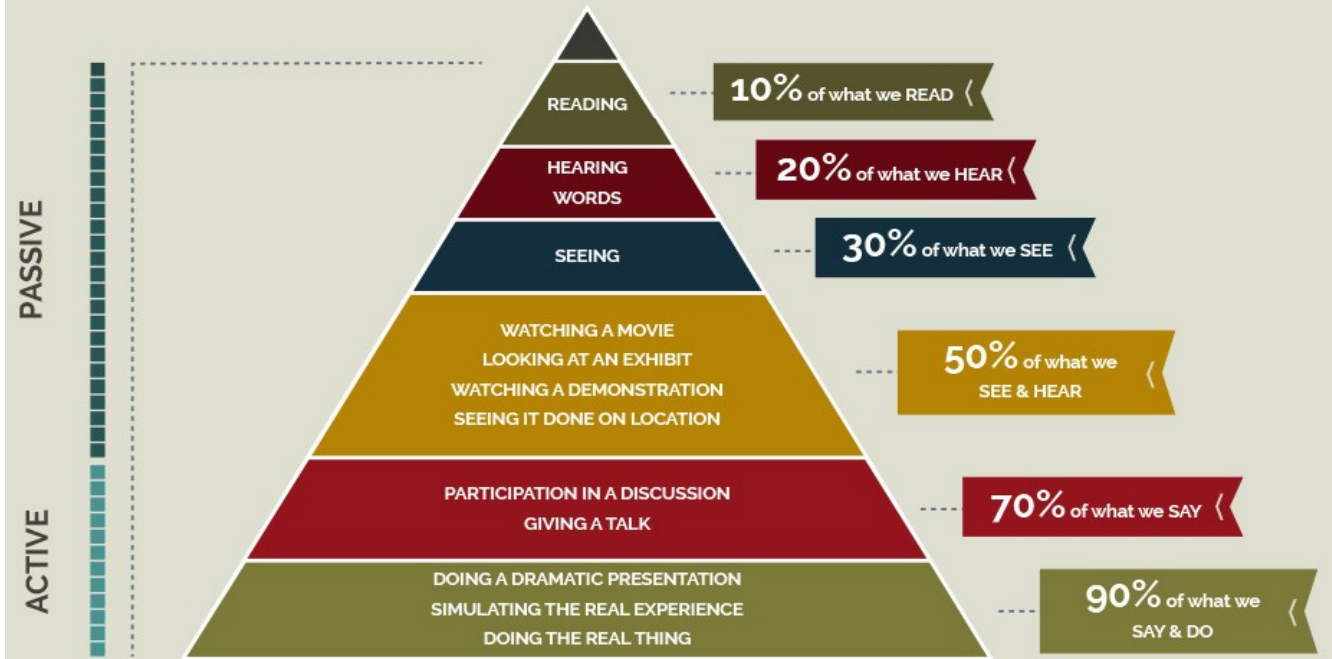 READING
10% of what we READ
HEARING
WORDS
20% of what we HEAR
SEEING
30% of what we SEE
WATCHING A MOVIE
LOOKING AT AN EXHIBIT
WATCHING A DEMONSTRATION
SEEING IT DONE ON LOCATION
50% of what we
SEE & HEAR
PASSIVE
PARTICIPATION IN A DISCUSSION
GIVING A TALK
70% of what we SAY
DOING A DRAMATIC PRESENTATION
SIMULATING THE REAL EXPERIENCE
DOING THE REAL THING
90% of what we
SAY & DO
ACTIVE